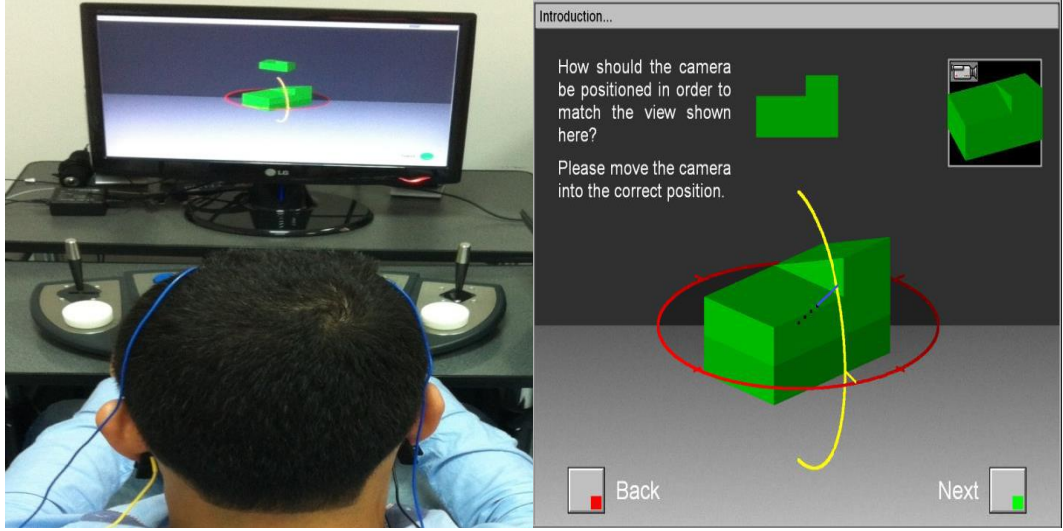 LG
Introduction...
How should the camera
be positioned in order to
match the view shown
here?
Please move the camera
into the correct position.
Back
Next